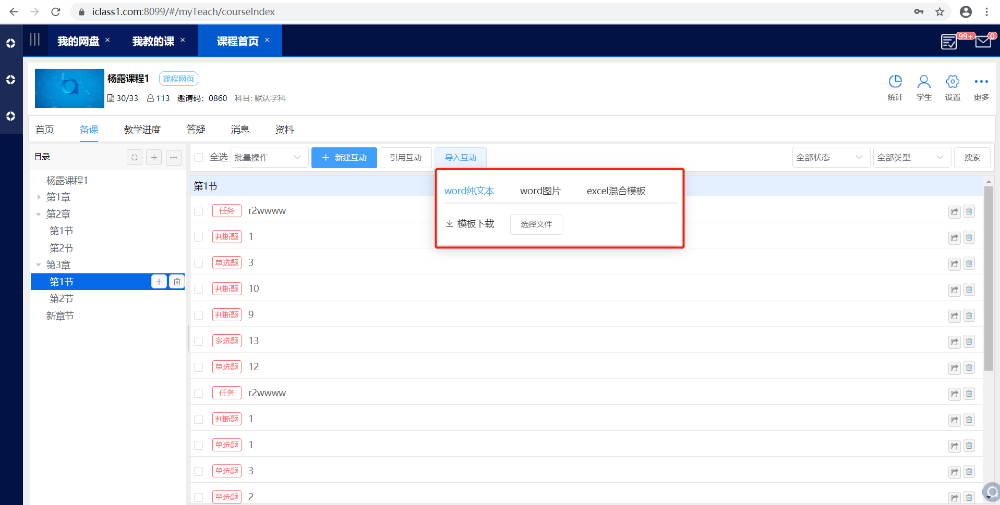 iclass1.com:8099/#/myTeach/courseIndex
我的网盘 × 我教的课 × 课程首页 ×
99+ 0
杨露课程1 课程网页
30/33 113 邀请码：0860 科目: 默认学科
统计 学生 设置 更多
首页 备课 教学进度 答疑 消息 资料
目录
全选 批量操作 + 新建互动 引用互动 导入互动 全部状态 全部类型 搜索
杨露课程1
第1章
第2章
第1节
第2节
第3章
第1节
第2节
新章节
第1节
word纯文本 word图片 excel混合模板
模板下载 选择文件
任务 r2wwww
判断题 1
单选题 3
判断题 10
判断题 9
多选题 13
单选题 12
任务 r2wwww
判断题 1
单选题 1
单选题 3
单选题 2